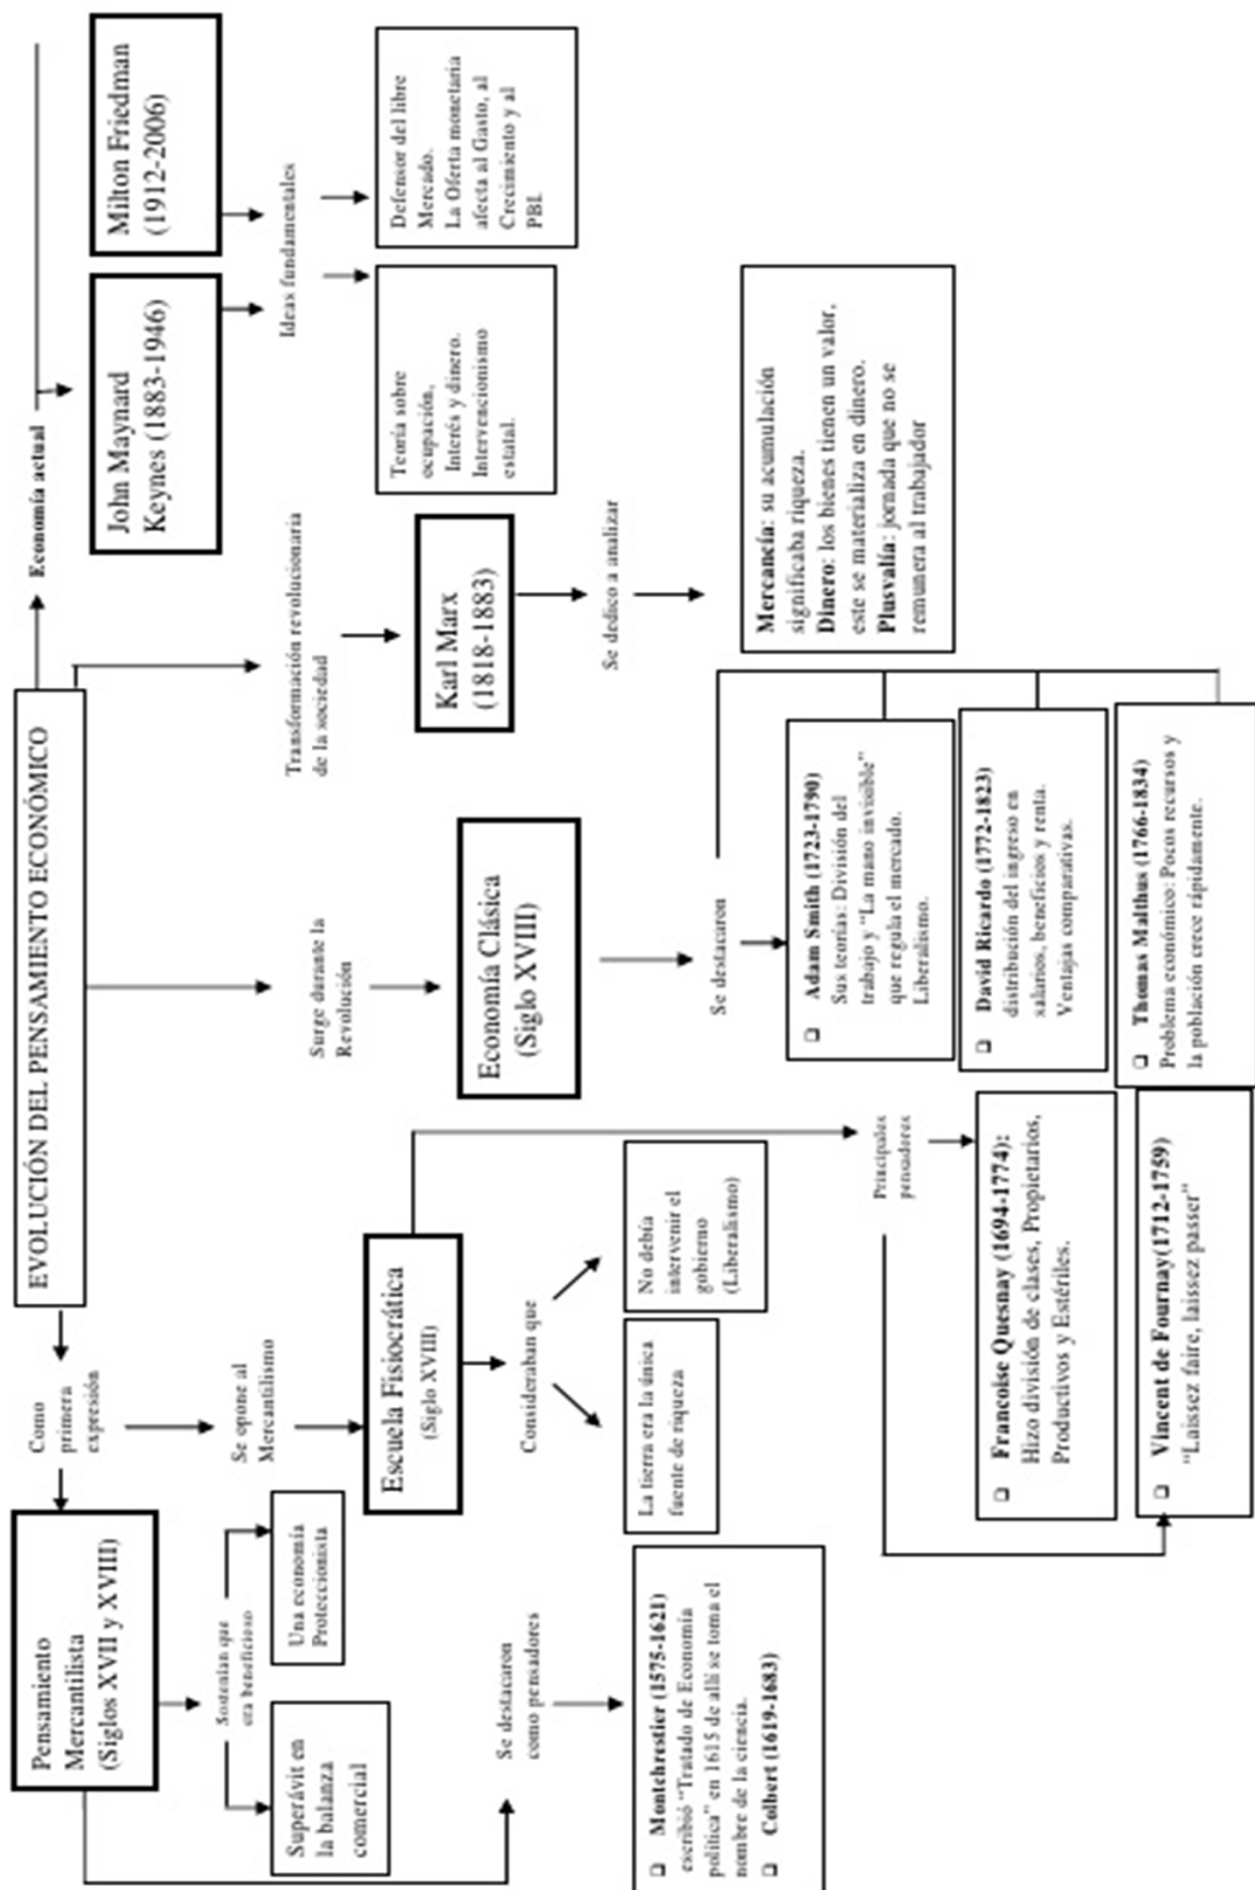 EVOLUCIÓN DEL PENSAMIENTO ECONÓMICO
Como
primera
expresión
Pensamiento
Mercantilista
(Siglos XVII y XVIII)
Sostenían que
era beneficioso
Superávit en
la balanza
comercial
Una economía
Proteccionista
Se destacaron
como pensadores
❑ Montchrestier (1575-1621)
escribió “Tratado de Economía
política” en 1615 de allí se toma el
nombre de la ciencia.
❑ Colbert (1619-1683)
Se opone al
Mercantilismo
Escuela Fisiocrática
(Siglo XVIII)
Consideraban que
La tierra era la única
fuente de riqueza
No debía
intervenir el
gobierno
(Liberalismo)
Principales
pensadores
❑ Francoise Quesnay (1694-1774):
Hizo división de clases, Propietarios,
Productivos y Estériles.
❑ Vincent de Fournay(1712-1759)
“Laissez faire, laissez passer”
Surge durante la
Revolución
Economía Clásica
(Siglo XVIII)
Se destacaron
❑ Adam Smith (1723-1790)
Sus teorías: División del
trabajo y “La mano invisible”
que regula el mercado.
Liberalismo.
❑ David Ricardo (1772-1823)
distribución del ingreso en
salarios, beneficios y renta.
Ventajas comparativas.
❑ Thomas Malthus (1766-1834)
Problema económico: Pocos recursos y
la población crece rápidamente.
Transformación revolucionaria
de la sociedad
Karl Marx
(1818-1883)
Se dedico a analizar
Mercancía: su acumulación
significaba riqueza.
Dinero: los bienes tienen un valor,
este se materializa en dinero.
Plusvalía: jornada que no se
remunera al trabajador
Economía actual
John Maynard
Keynes (1883-1946)
Milton Friedman
(1912-2006)
Ideas fundamentales
Teoría sobre
ocupación,
Interés y dinero.
Intervencionismo
estatal.
Defensor del libre
Mercado.
La Oferta monetaria
afecta al Gasto, al
Crecimiento y al
PBI.